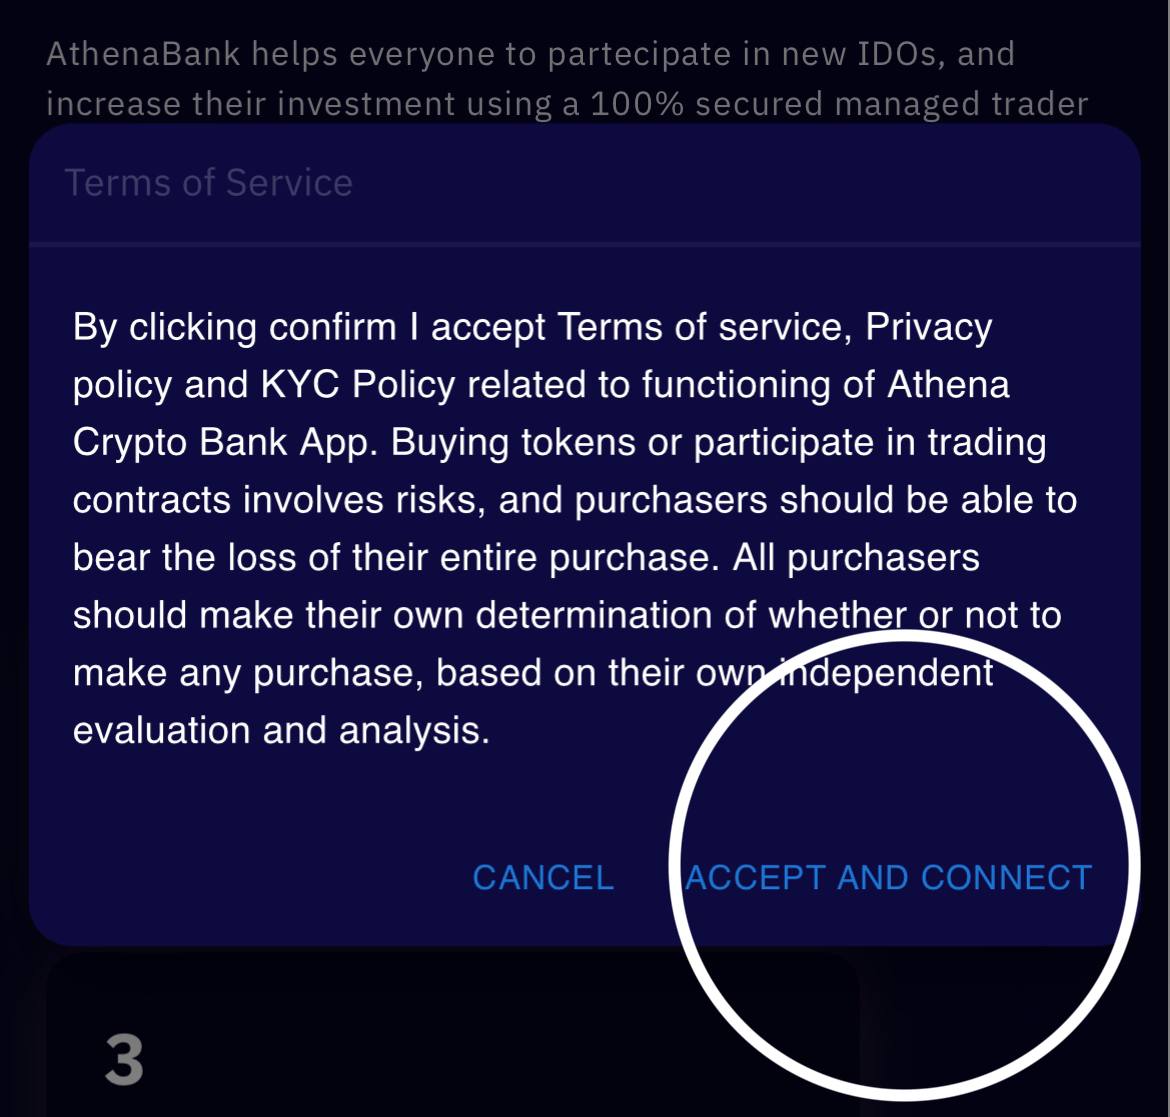 AthenaBank helps everyone to partecipate in new IDOs, and
increase their investment using a 100% secured managed trader
Terms of Service
By clicking confirm I accept Terms of service, Privacy
policy and KYC Policy related to functioning of Athena
Crypto Bank App. Buying tokens or participate in trading
contracts involves risks, and purchasers should be able to
bear the loss of their entire purchase. All purchasers
should make their own determination of whether or not to
make any purchase, based on their own independent
evaluation and analysis.
CANCEL ACCEPT AND CONNECT
3